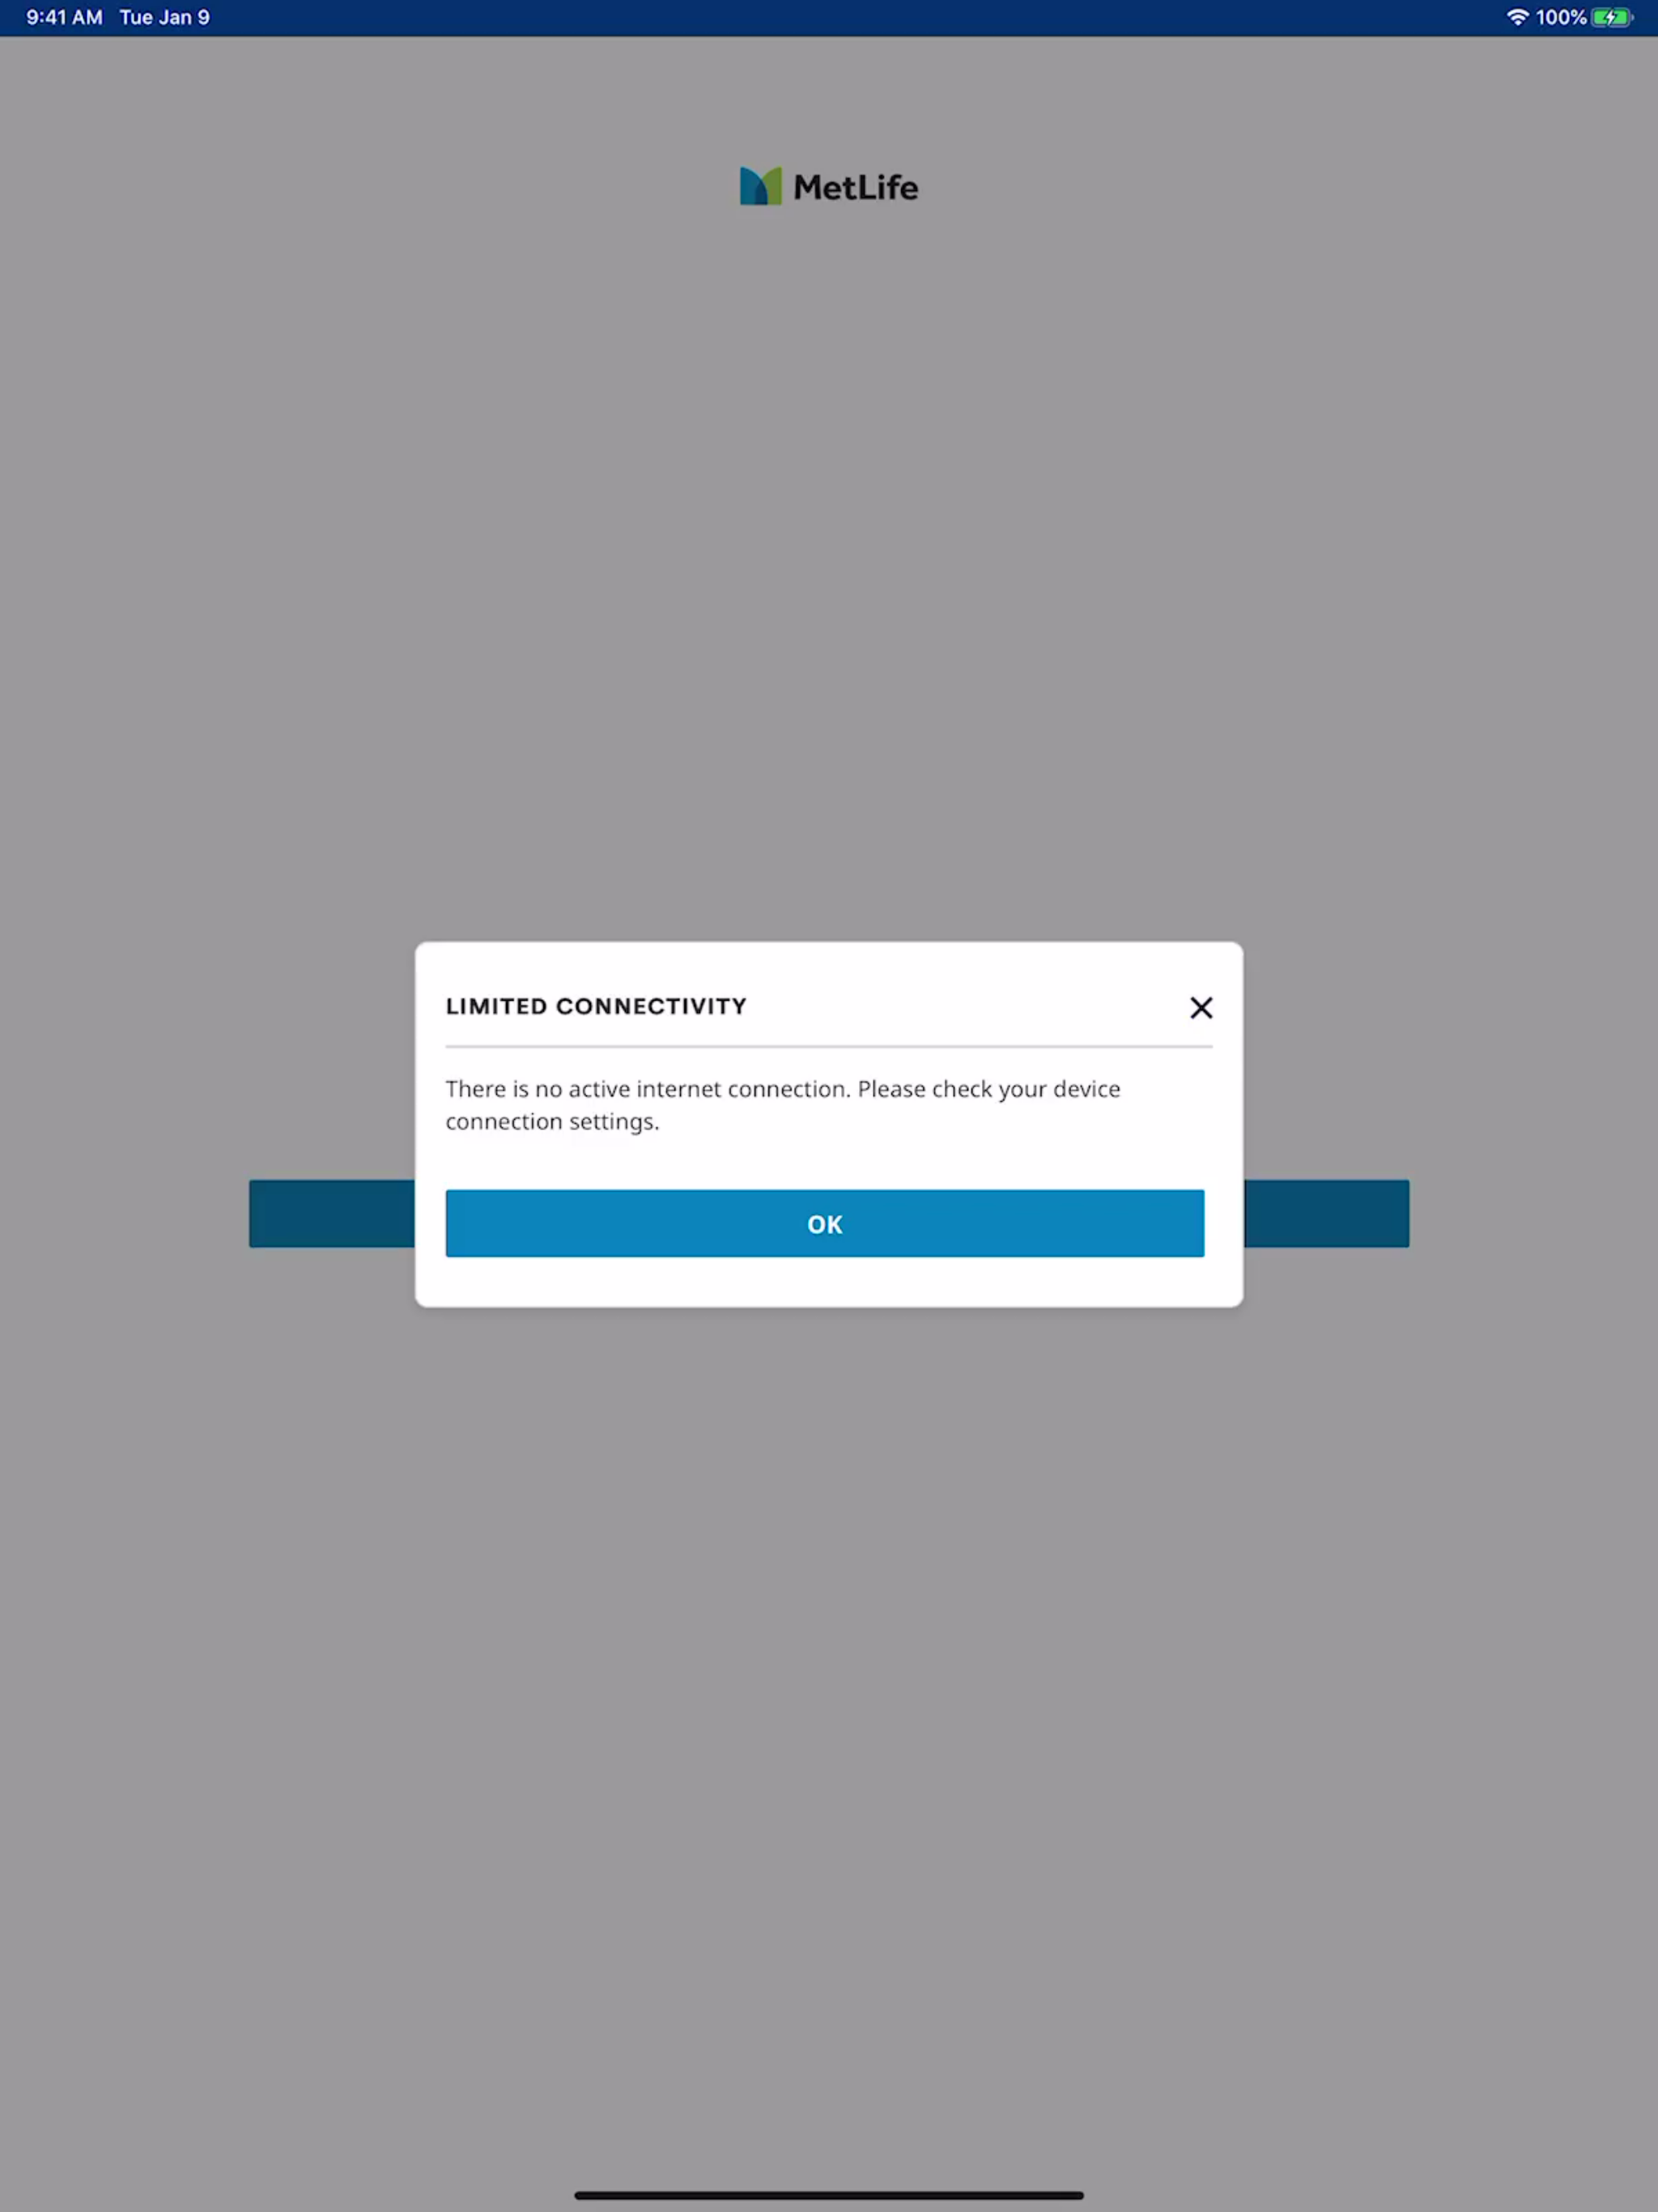 9:41 AM Tue Jan 9 100%
MetLife
LIMITED CONNECTIVITY
There is no active internet connection. Please check your device
connection settings.
OK